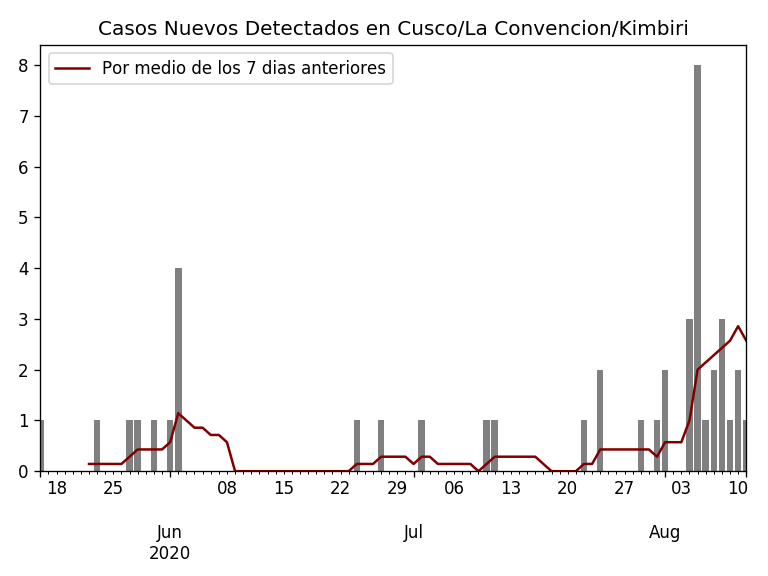 Casos Nuevos Detectados en Cusco/La Convencion/Kimbiri
Por medio de los 7 dias anteriores
8
7
6
5
4
3
2
1
0
18 25 08 15 22 29 06 13 20 27 03 10
Jun Jul Aug
2020